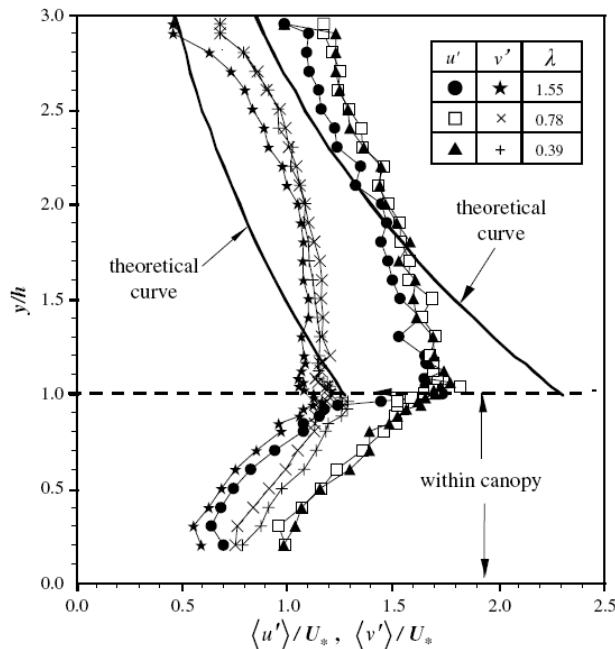 3.0
2.5
2.0
1.5
1.0
0.5
0.0
y/h
u' v' λ
● ★ 1.55
□ × 0.78
▲ + 0.39
theoretical
curve
theoretical
curve
within canopy
0.0 0.5 1.0 1.5 2.0 2.5
⟨u'⟩/U* , ⟨v'⟩/U*